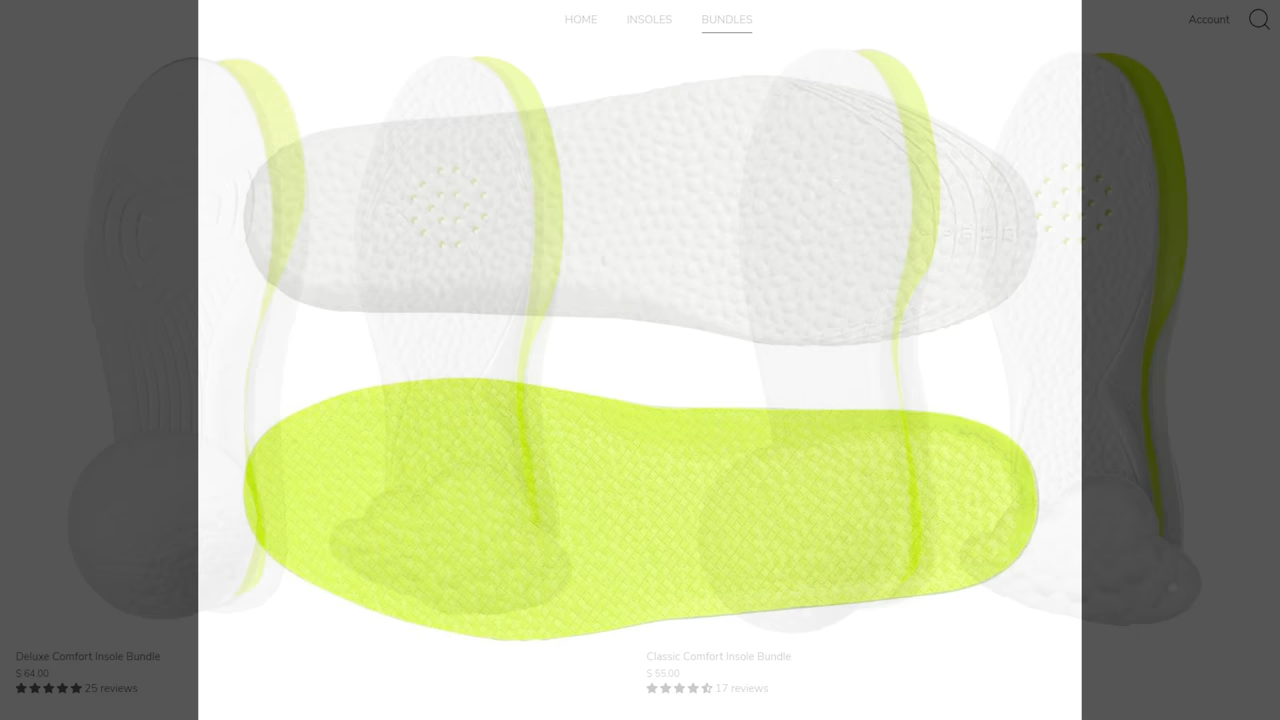 HOME INSOLES BUNDLES
Account
Deluxe Comfort Insole Bundle
$ 64.00
25 reviews
Classic Comfort Insole Bundle
$ 55.00
17 reviews